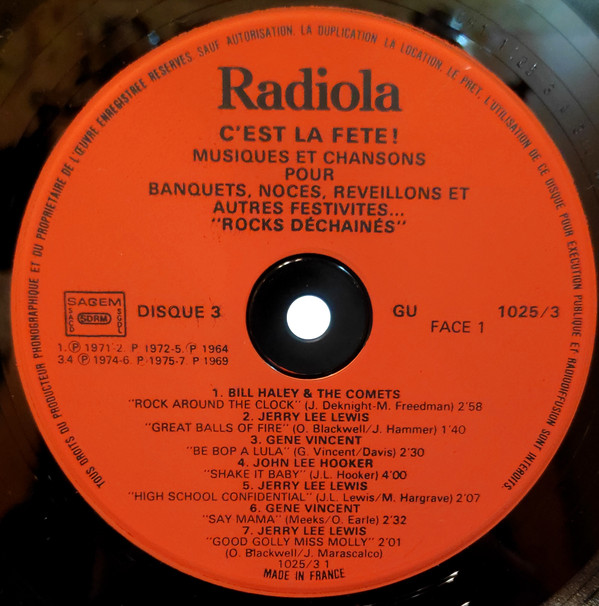 TOUS DROITS DU PRODUCTEUR PHONOGRAPHIQUE ET DU PROPRIETAIRE DE L'ŒUVRE ENREGISTREE RESERVES. SAUF AUTORISATION, LA DUPLICATION, LA LOCATION, LE PRET, L'UTILISATION DE CE DISQUE POUR EXECUTION PUBLIQUE ET RADIODIFFUSION SONT INTERDITS.
Radiola
C'EST LA FETE!
MUSIQUES ET CHANSONS
POUR
BANQUETS, NOCES, REVEILLONS ET
AUTRES FESTIVITES...
"ROCKS DÉCHAINÉS"
SACEM
SACD SDRM SGDL
DISQUE 3
GU 1025/3
FACE 1
1. Ⓟ 1971-2. P 1972-5. Ⓟ 1964
3.4 Ⓟ 1974-6. P 1975-7. P 1969
1. BILL HALEY & THE COMETS
"ROCK AROUND THE CLOCK" (J. Deknight-M. Freedman) 2'58
2. JERRY LEE LEWIS
"GREAT BALLS OF FIRE" (O. Blackwell/J. Hammer) 1'40
3. GENE VINCENT
"BE BOP A LULA" (G. Vincent/Davis) 2'30
4. JOHN LEE HOOKER
"SHAKE IT BABY" (J.L. Hooker) 4'00
5. JERRY LEE LEWIS
"HIGH SCHOOL CONFIDENTIAL" (J.L. Lewis/M. Hargrave) 2'07
6. GENE VINCENT
"SAY MAMA" (Meeks/O. Earle) 2'32
7. JERRY LEE LEWIS
"GOOD GOLLY MISS MOLLY" 2'01
(O. Blackwell/J. Marascalco)
1025/3 1
MADE IN FRANCE